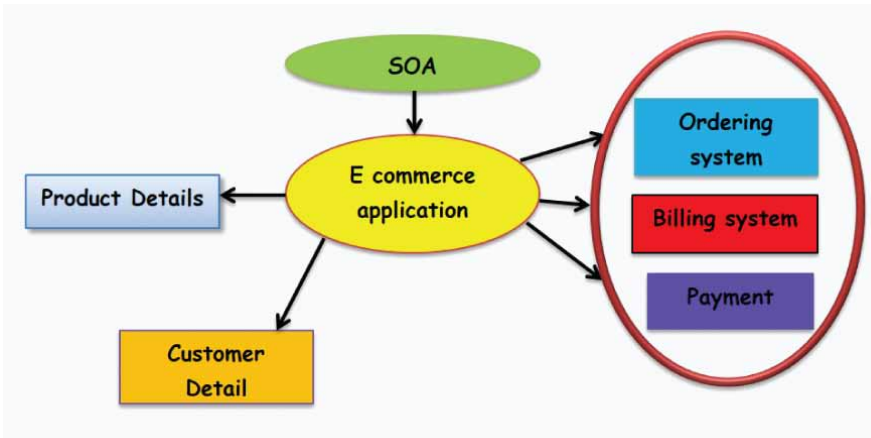 SOA
E commerce
application
Product Details
Customer
Detail
Ordering
system
Billing system
Payment